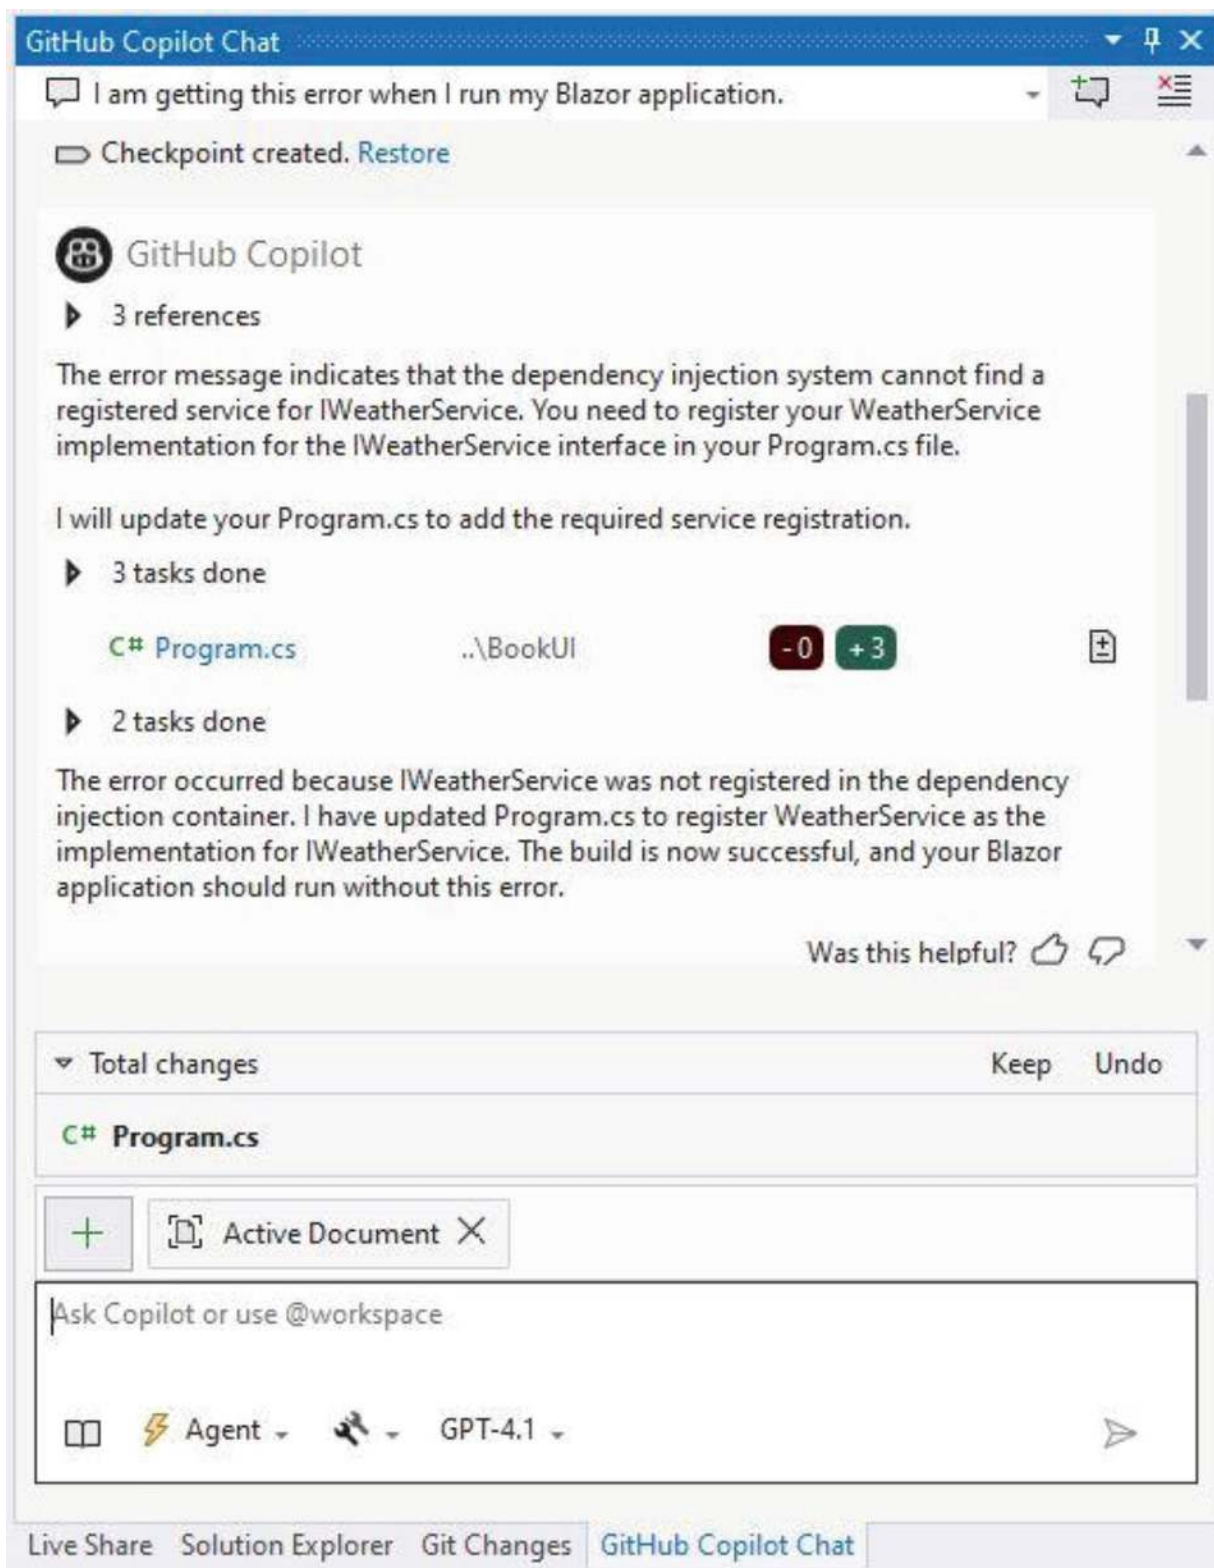 GitHub Copilot Chat
I am getting this error when I run my Blazor application.
Checkpoint created. Restore
GitHub Copilot
3 references
The error message indicates that the dependency injection system cannot find a
registered service for IWeatherService. You need to register your WeatherService
implementation for the IWeatherService interface in your Program.cs file.
I will update your Program.cs to add the required service registration.
3 tasks done
C# Program.cs ..\BookUI -0 +3
2 tasks done
The error occurred because IWeatherService was not registered in the dependency
injection container. I have updated Program.cs to register WeatherService as the
implementation for IWeatherService. The build is now successful, and your Blazor
application should run without this error.
Was this helpful?
Total changes Keep Undo
C# Program.cs
Active Document
Ask Copilot or use @workspace
Agent GPT-4.1
Live Share Solution Explorer Git Changes GitHub Copilot Chat